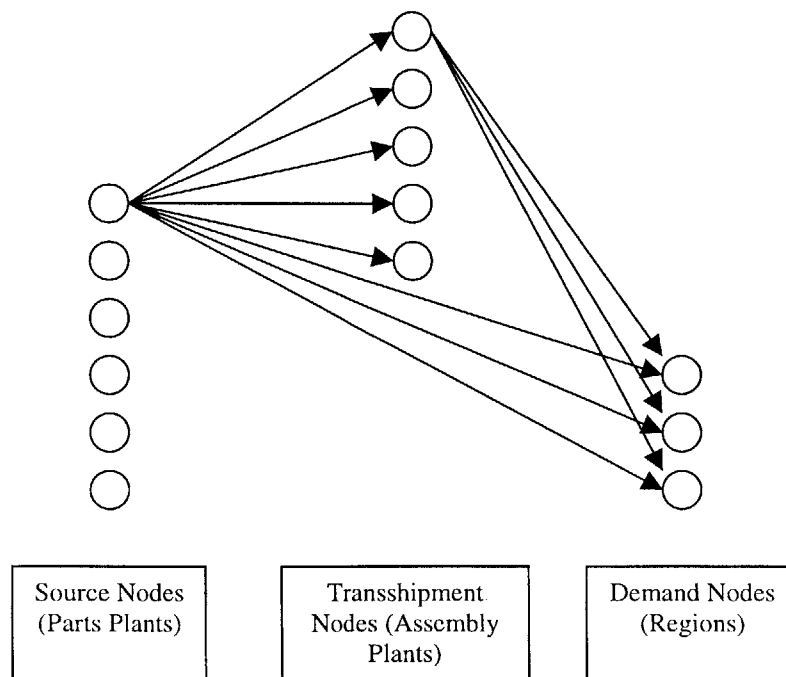 Source Nodes
(Parts Plants)
Transshipment
Nodes (Assembly
Plants)
Demand Nodes
(Regions)